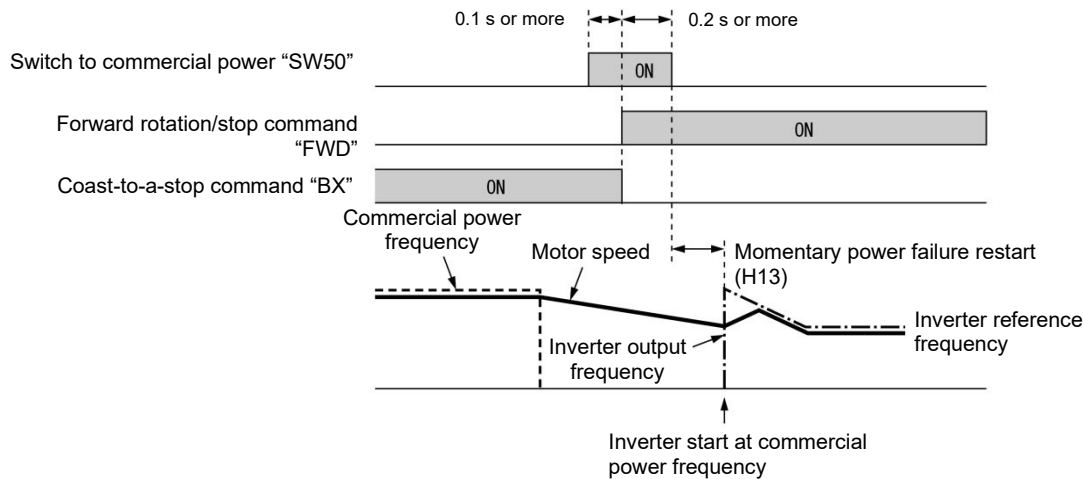 0.1 s or more
0.2 s or more
Switch to commercial power “SW50”
ON
Forward rotation/stop command
“FWD”
ON
Coast-to-a-stop command “BX”
ON
Commercial power
frequency
Motor speed
Momentary power failure restart
(H13)
Inverter reference
frequency
Inverter output
frequency
Inverter start at commercial
power frequency